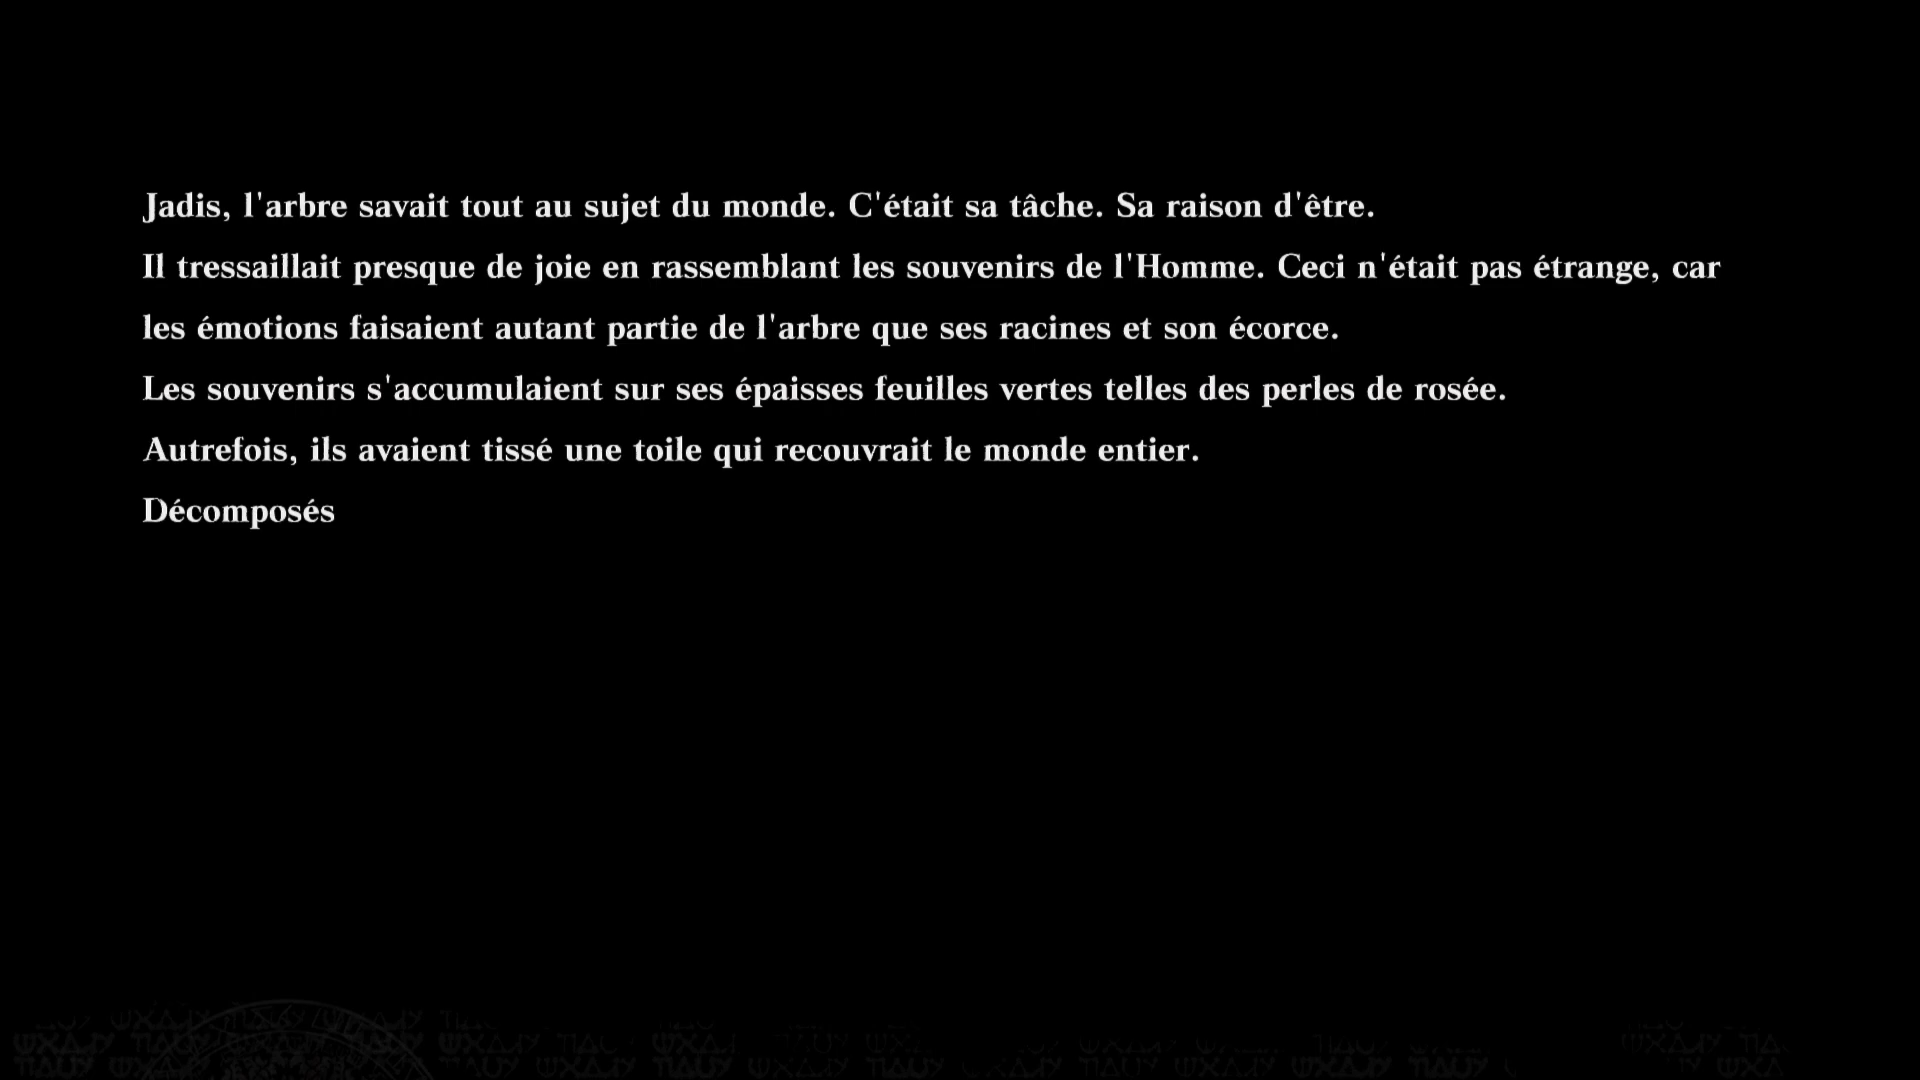 Jadis, l'arbre savait tout au sujet du monde. C'était sa tâche. Sa raison d'être.
Il tressaillait presque de joie en rassemblant les souvenirs de l'Homme. Ceci n'était pas étrange, car
les émotions faisaient autant partie de l'arbre que ses racines et son écorce.
Les souvenirs s'accumulaient sur ses épaisses feuilles vertes telles des perles de rosée.
Autrefois, ils avaient tissé une toile qui recouvrait le monde entier.
Décomposés